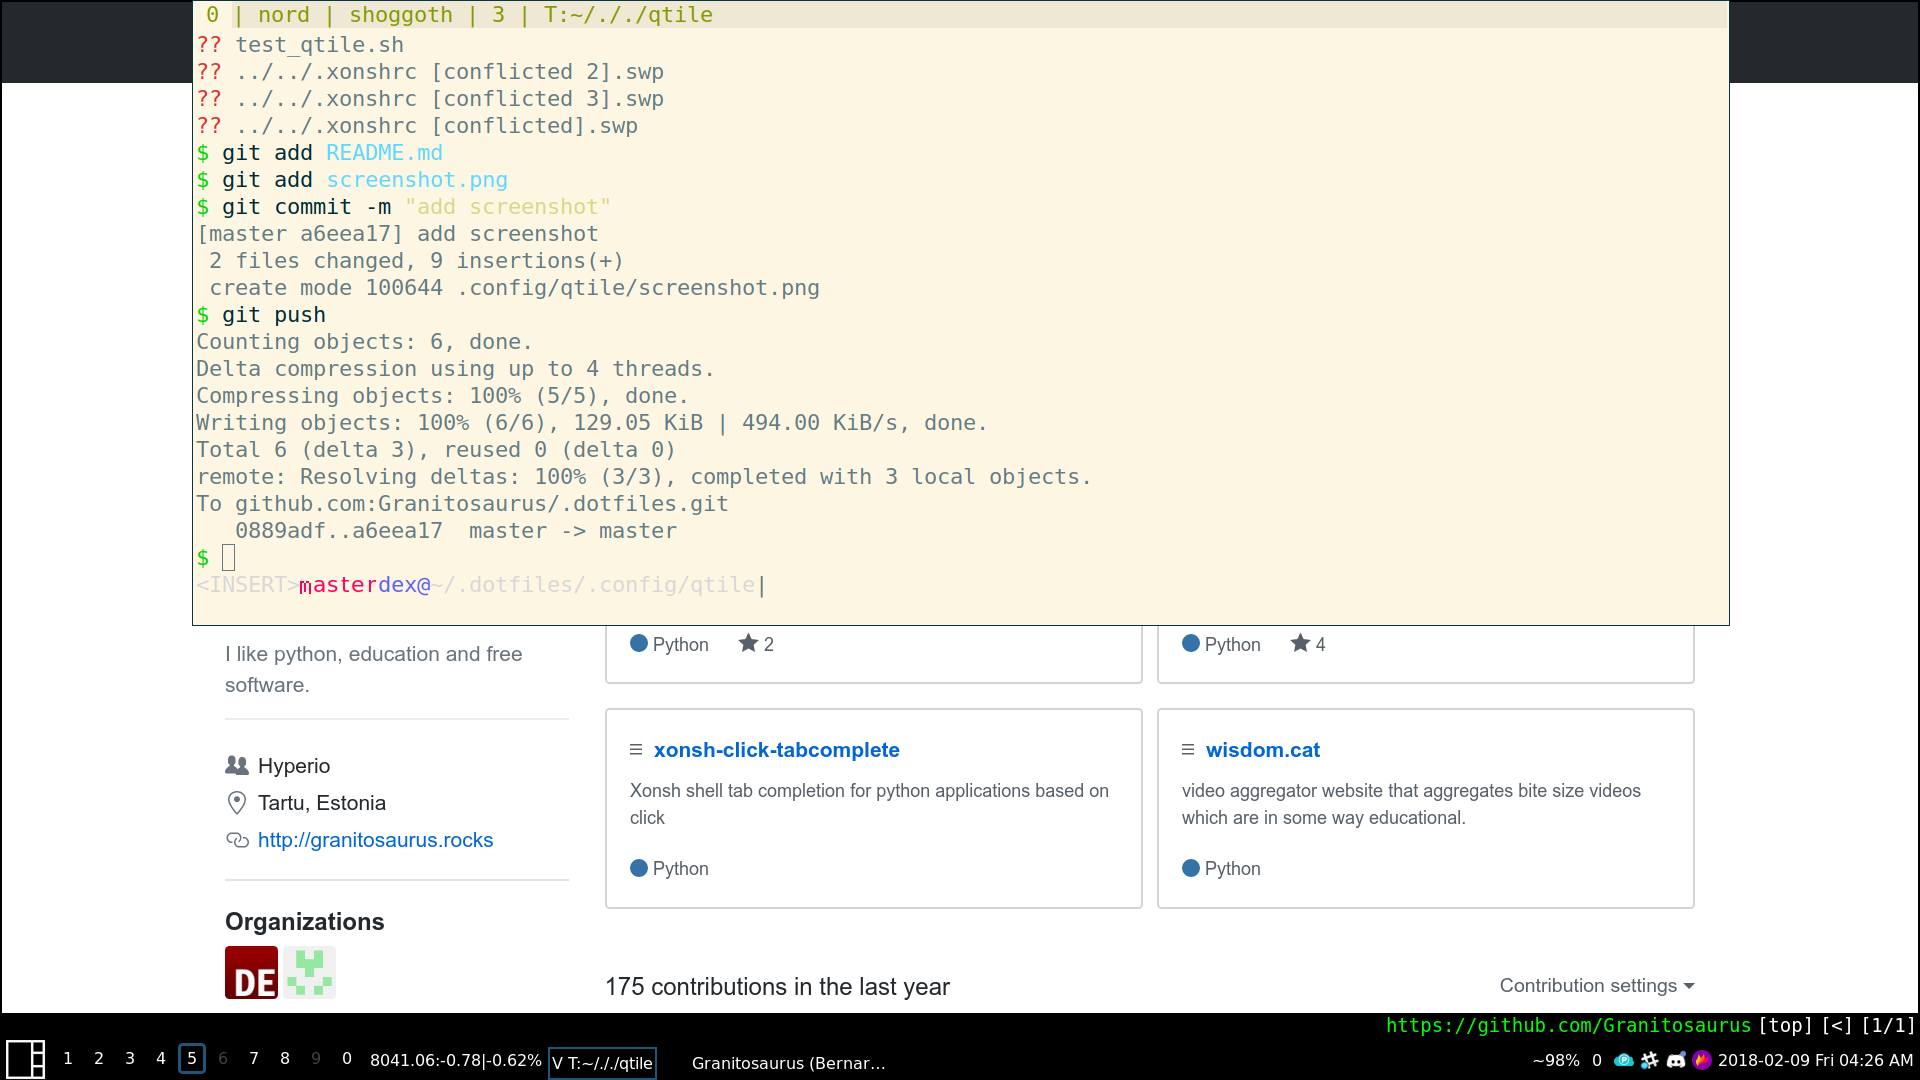 0 | nord | shoggoth | 3 | T:~/././qtile
?? test_qtile.sh
?? ../../.xonshrc [conflicted 2].swp
?? ../../.xonshrc [conflicted 3].swp
?? ../../.xonshrc [conflicted].swp
$ git add README.md
$ git add screenshot.png
$ git commit -m "add screenshot"
[master a6eea17] add screenshot
 2 files changed, 9 insertions(+)
 create mode 100644 .config/qtile/screenshot.png
$ git push
Counting objects: 6, done.
Delta compression using up to 4 threads.
Compressing objects: 100% (5/5), done.
Writing objects: 100% (6/6), 129.05 KiB | 494.00 KiB/s, done.
Total 6 (delta 3), reused 0 (delta 0)
remote: Resolving deltas: 100% (3/3), completed with 3 local objects.
To github.com:Granitosaurus/.dotfiles.git
   0889adf..a6eea17  master -> master
$
<INSERT>masterdex@~/.dotfiles/.config/qtile|
I like python, education and free
software.
Hyperio
Tartu, Estonia
http://granitosaurus.rocks
Organizations
DE
Python 2
Python 4
xonsh-click-tabcomplete
Xonsh shell tab completion for python applications based on
click
Python
wisdom.cat
video aggregator website that aggregates bite size videos
which are in some way educational.
Python
175 contributions in the last year
Contribution settings
https://github.com/Granitosaurus [top] [<] [1/1]
1 2 3 4 5 6 7 8 9 0 8041.06:-0.78|-0.62% V T:~/././qtile Granitosaurus (Bernar… ~98% 0 2018-02-09 Fri 04:26 AM